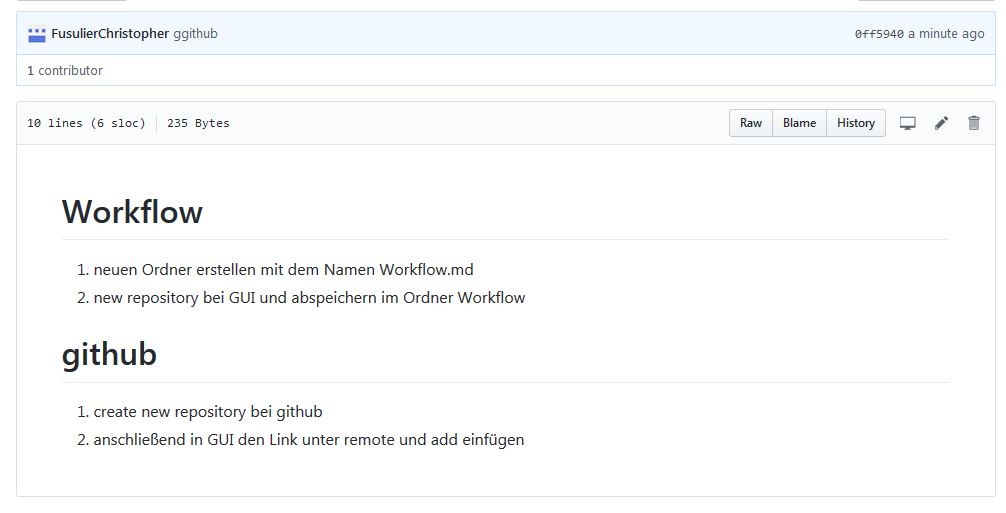 FusulierChristopher ggithub 0ff5940 a minute ago
1 contributor
10 lines (6 sloc) 235 Bytes Raw Blame History
Workflow
1. neuen Ordner erstellen mit dem Namen Workflow.md
2. new repository bei GUI und abspeichern im Ordner Workflow
github
1. create new repository bei github
2. anschließend in GUI den Link unter remote und add einfügen